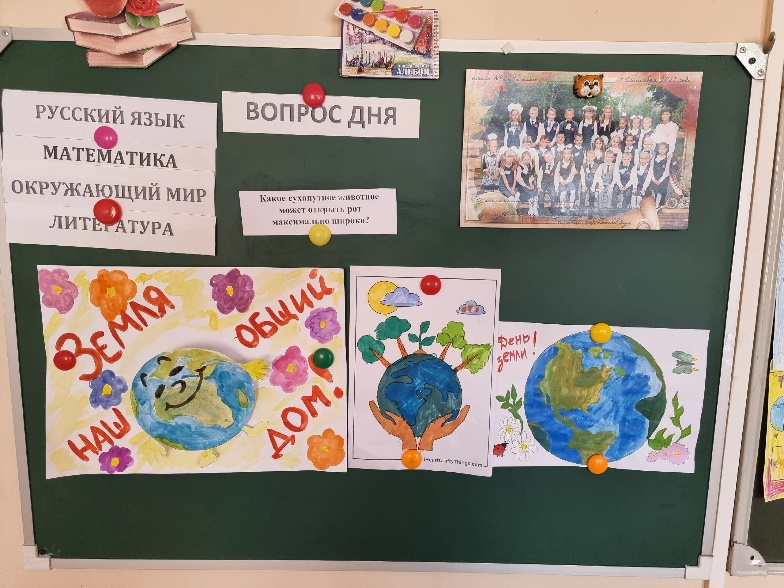 АЛЬБОМ
РУССКИЙ ЯЗЫК
МАТЕМАТИКА
ОКРУЖАЮЩИЙ МИР
ЛИТЕРАТУРА
ВОПРОС ДНЯ
Какое сухопутное животное
может открыть рот
максимально широко?
ЗЕМЛЯ
НАШ
ОБЩИЙ
ДОМ!
День
земли!